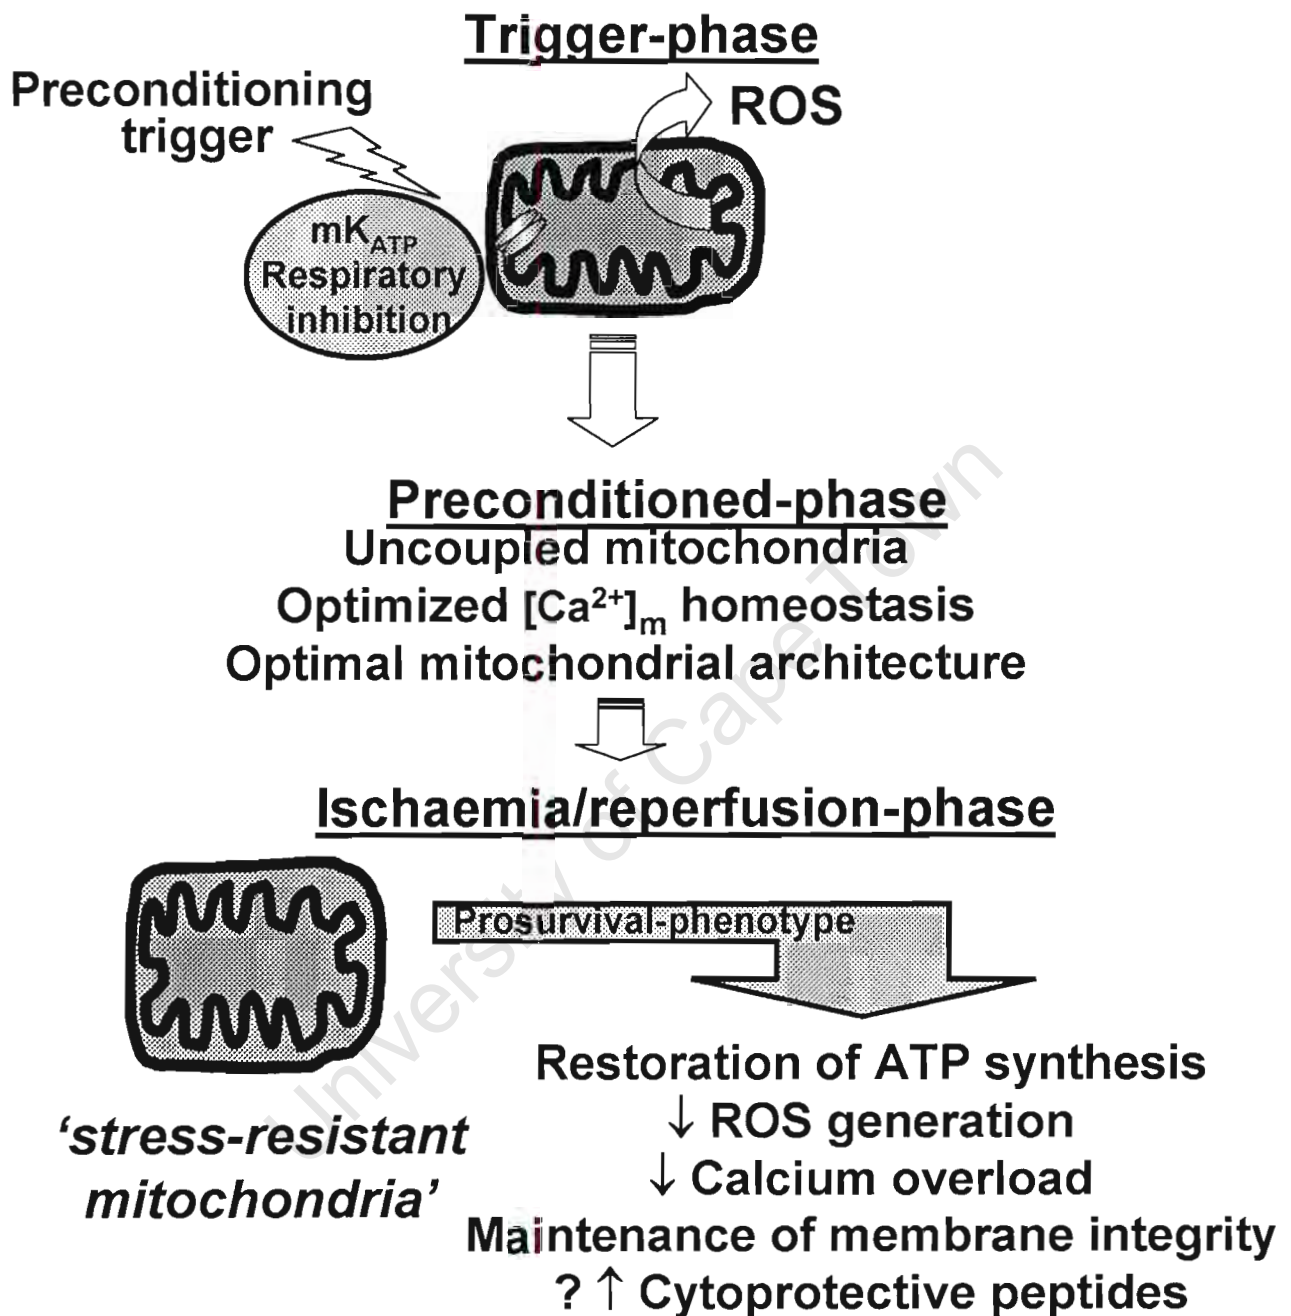 Trigger-phase
Preconditioning
trigger
ROS
mK_ATP
Respiratory
inhibition
Preconditioned-phase
Uncoupled mitochondria
Optimized [Ca²⁺]ₘ homeostasis
Optimal mitochondrial architecture
Ischaemia/reperfusion-phase
Prosurvival-phenotype
‘stress-resistant
mitochondria’
Restoration of ATP synthesis
↓ ROS generation
↓ Calcium overload
Maintenance of membrane integrity
? ↑ Cytoprotective peptides
University of Cape Town